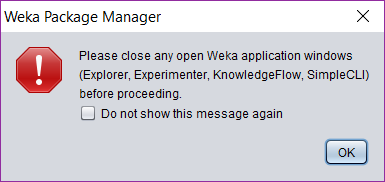 Weka Package Manager
Please close any open Weka application windows
(Explorer, Experimenter, KnowledgeFlow, SimpleCLI)
before proceeding.
Do not show this message again
OK